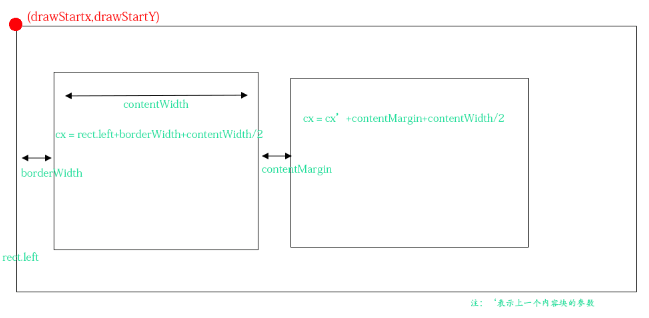 (drawStartx,drawStartY)
contentWidth
cx = cx' +contentMargin+contentWidth/2
cx = rect.left+borderWidth+contentWidth/2
borderWidth
contentMargin
rect.left
注: '表示上一个内容块的参数